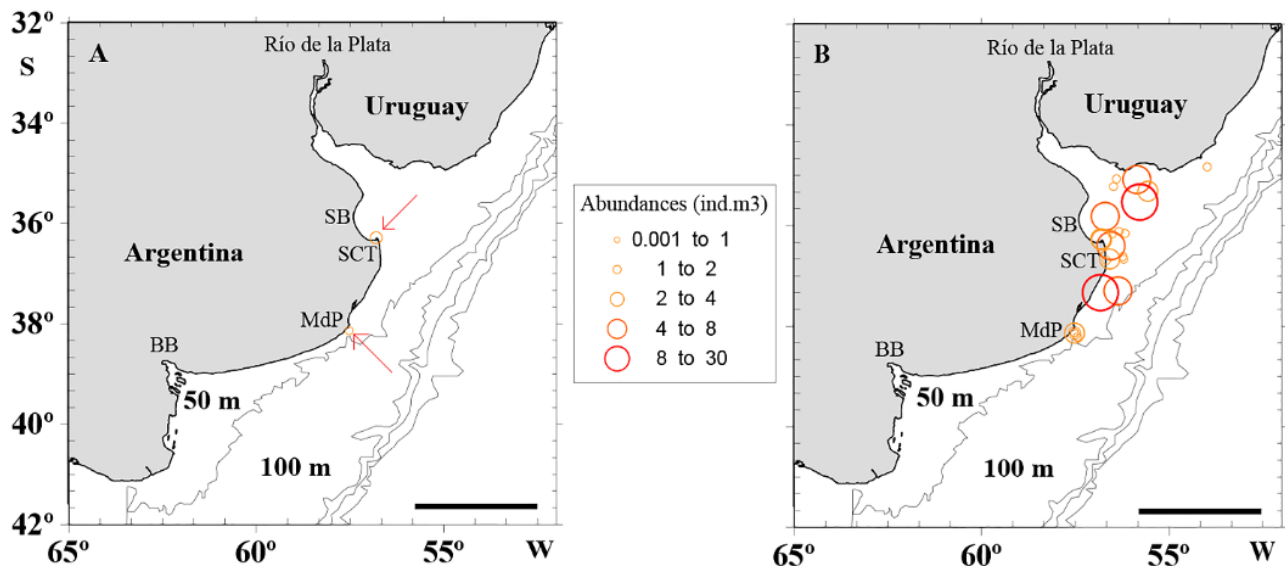 32º
S
34º
36º
38º
40º
42º
65º
60º
55º
W
A
Río de la Plata
Uruguay
Argentina
SB
SCT
MdP
BB
50 m
100 m
Abundances (ind.m3)
0.001 to 1
1 to 2
2 to 4
4 to 8
8 to 30
B
Río de la Plata
Uruguay
Argentina
SB
SCT
MdP
BB
50 m
100 m
65º
60º
55º
W